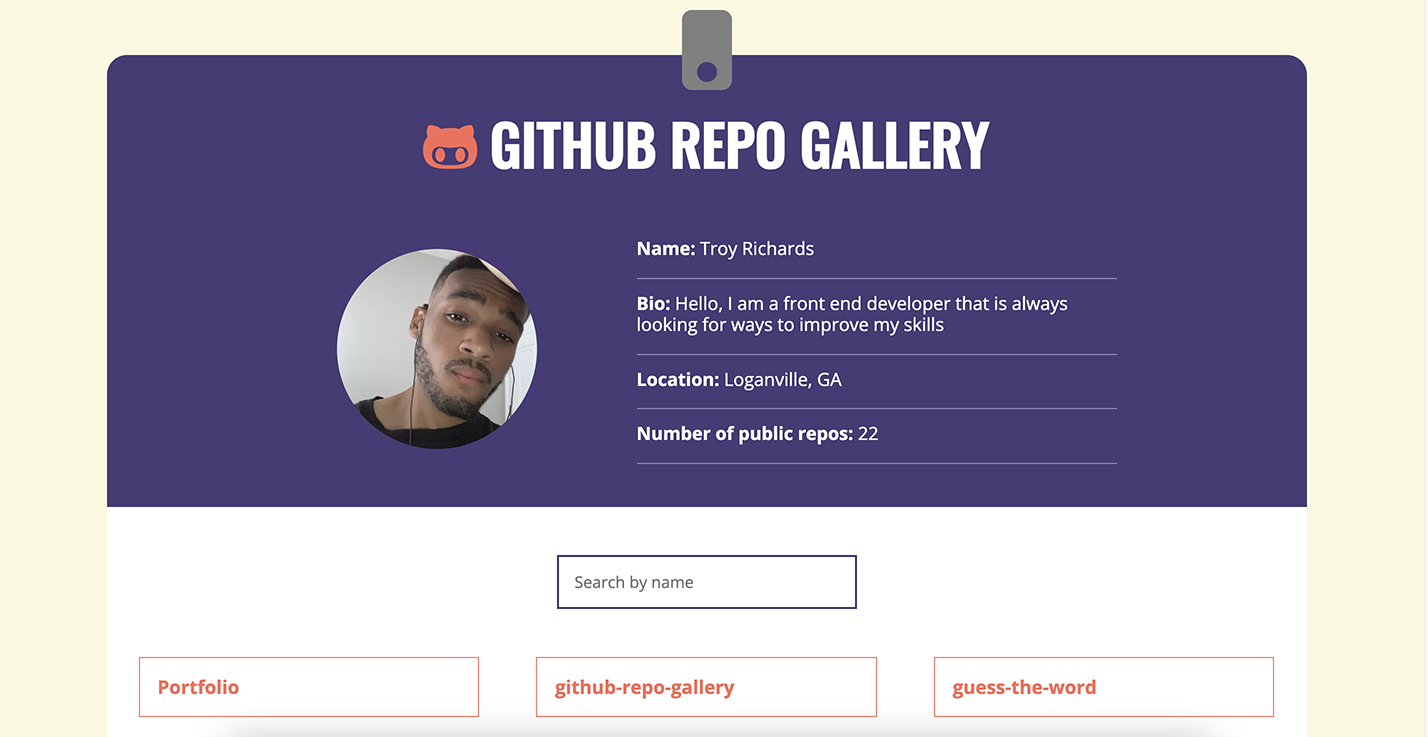 GITHUB REPO GALLERY
Name: Troy Richards
Bio: Hello, I am a front end developer that is always
looking for ways to improve my skills
Location: Loganville, GA
Number of public repos: 22
Search by name
Portfolio
github-repo-gallery
guess-the-word